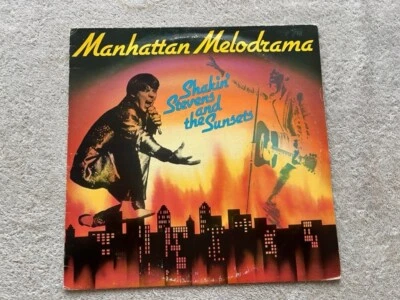 Manhattan Melodrama
Shakin'
Stevens
and
the
Sunsets